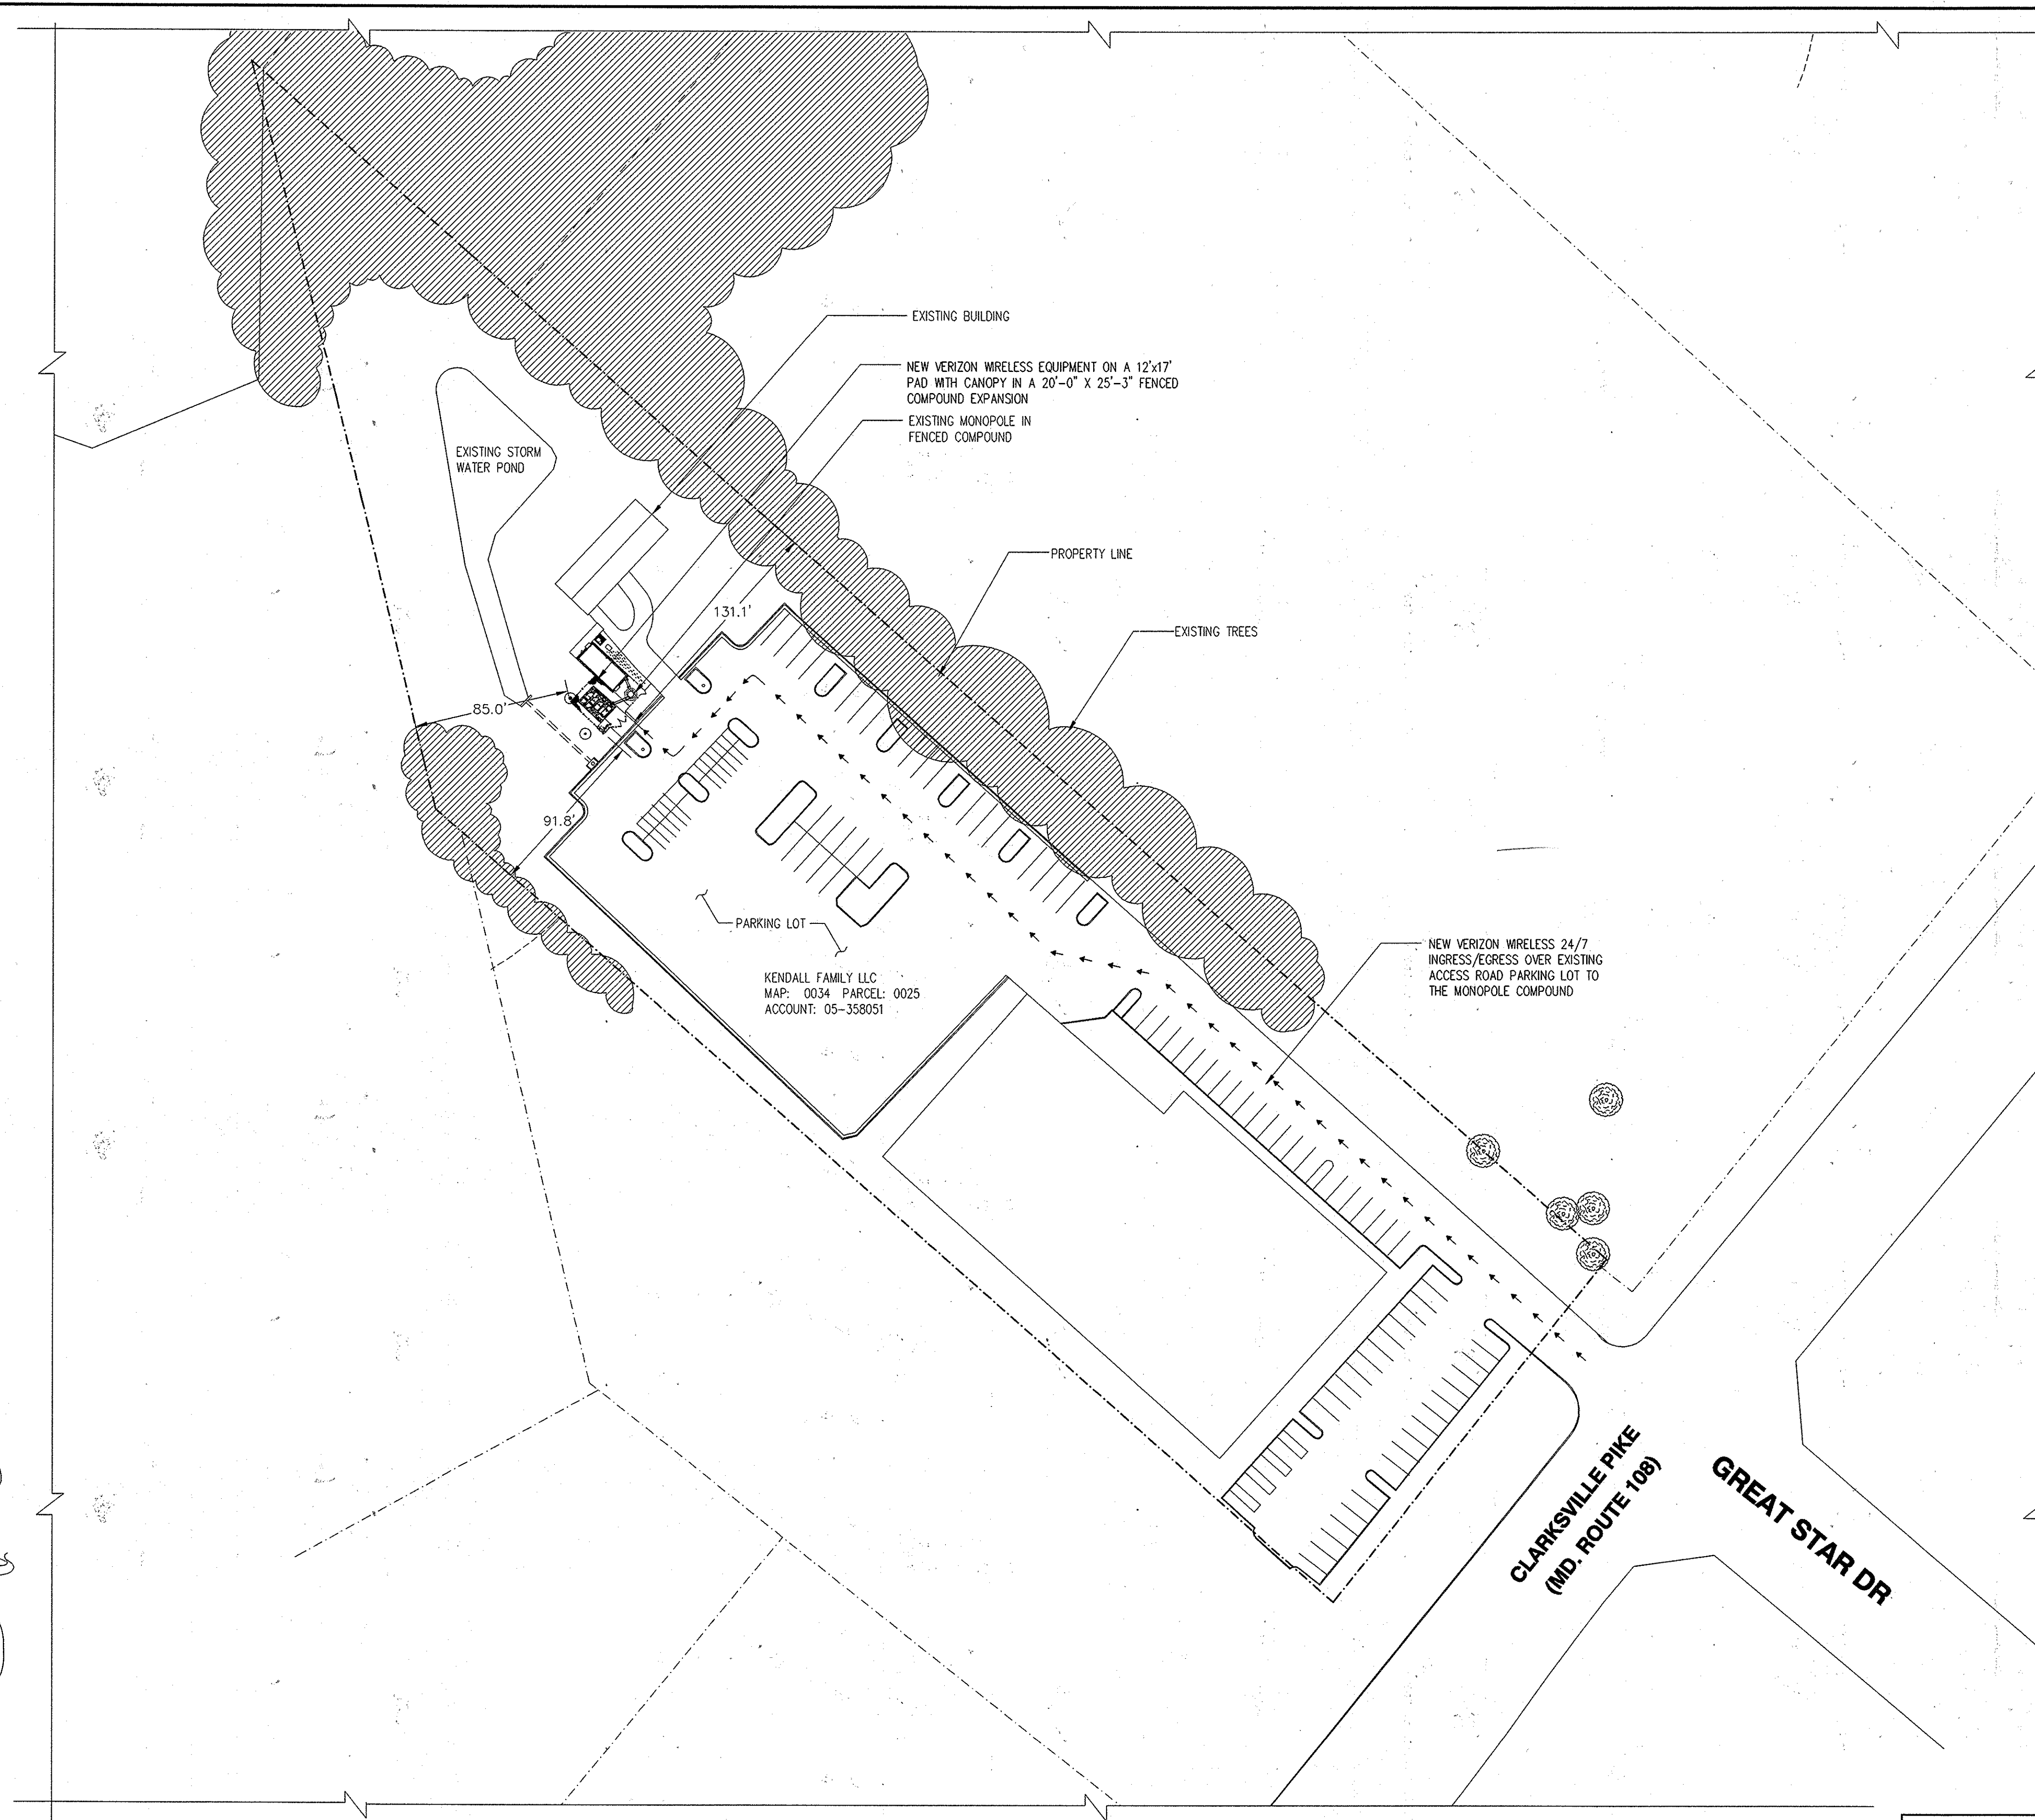 EXISTING BUILDING
NEW VERIZON WIRELESS EQUIPMENT ON A 12'x17'
PAD WITH CANOPY IN A 20'-0" X 25'-3" FENCED
COMPOUND EXPANSION
EXISTING MONOPOLE IN
FENCED COMPOUND
EXISTING STORM
WATER POND
PROPERTY LINE
131.1'
EXISTING TREES
85.0'
91.8'
PARKING LOT
KENDALL FAMILY LLC
MAP: 0034 PARCEL: 0025
ACCOUNT: 05-358051
NEW VERIZON WIRELESS 24/7
INGRESS/EGRESS OVER EXISTING
ACCESS ROAD PARKING LOT TO
THE MONOPOLE COMPOUND
CLARKSVILLE PIKE
(MD. ROUTE 108)
GREAT STAR DR